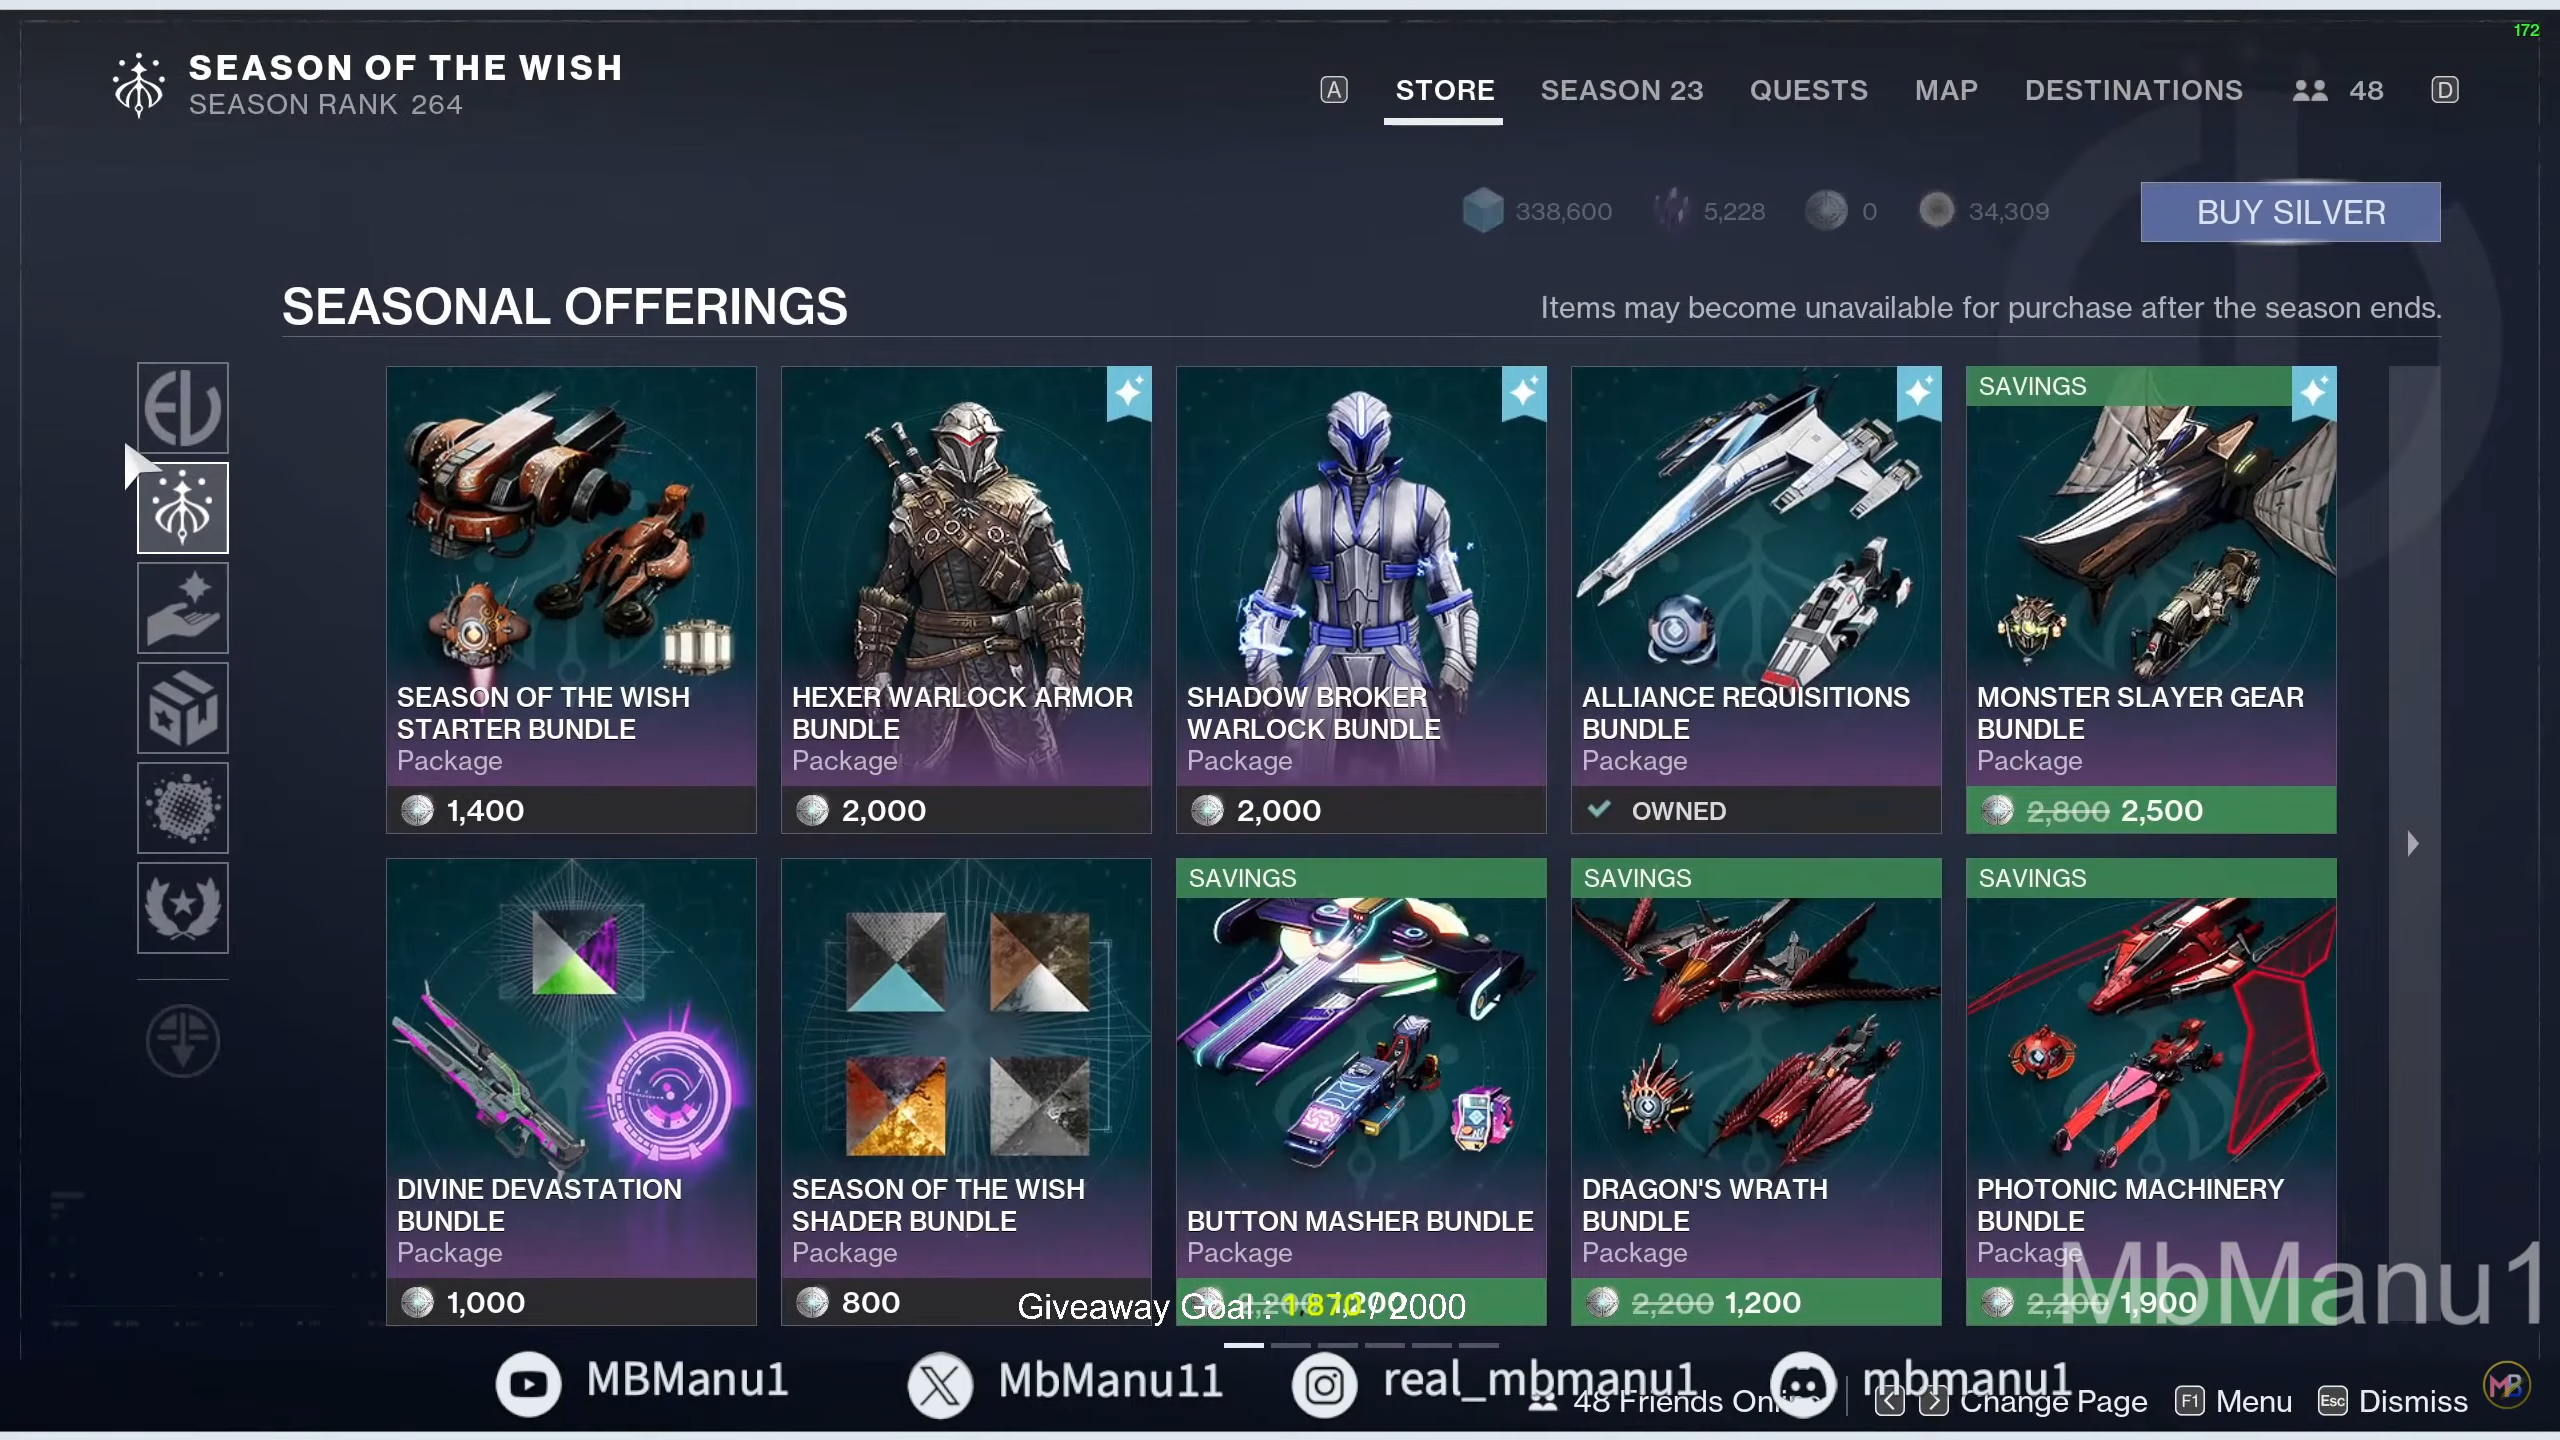 172
SEASON OF THE WISH
SEASON RANK 264
A STORE SEASON 23 QUESTS MAP DESTINATIONS 48 D
338,600 5,228 0 34,309 BUY SILVER
SEASONAL OFFERINGS
Items may become unavailable for purchase after the season ends.
SEASON OF THE WISH
STARTER BUNDLE
Package
1,400
HEXER WARLOCK ARMOR
BUNDLE
Package
2,000
SHADOW BROKER
WARLOCK BUNDLE
Package
2,000
ALLIANCE REQUISITIONS
BUNDLE
Package
OWNED
SAVINGS
MONSTER SLAYER GEAR
BUNDLE
Package
2,800 2,500
DIVINE DEVASTATION
BUNDLE
Package
1,000
SEASON OF THE WISH
SHADER BUNDLE
Package
800
SAVINGS
BUTTON MASHER BUNDLE
Package
SAVINGS
DRAGON'S WRATH
BUNDLE
Package
2,200 1,200
SAVINGS
PHOTONIC MACHINERY
BUNDLE
Package
2,200 1,900
MbManu1
Giveaway Goal : 1870 / 2000
MBManu1 MbManu11 real_mbmanu1 mbmanu1
48 Friends < > Change Page F1 Menu Esc Dismiss